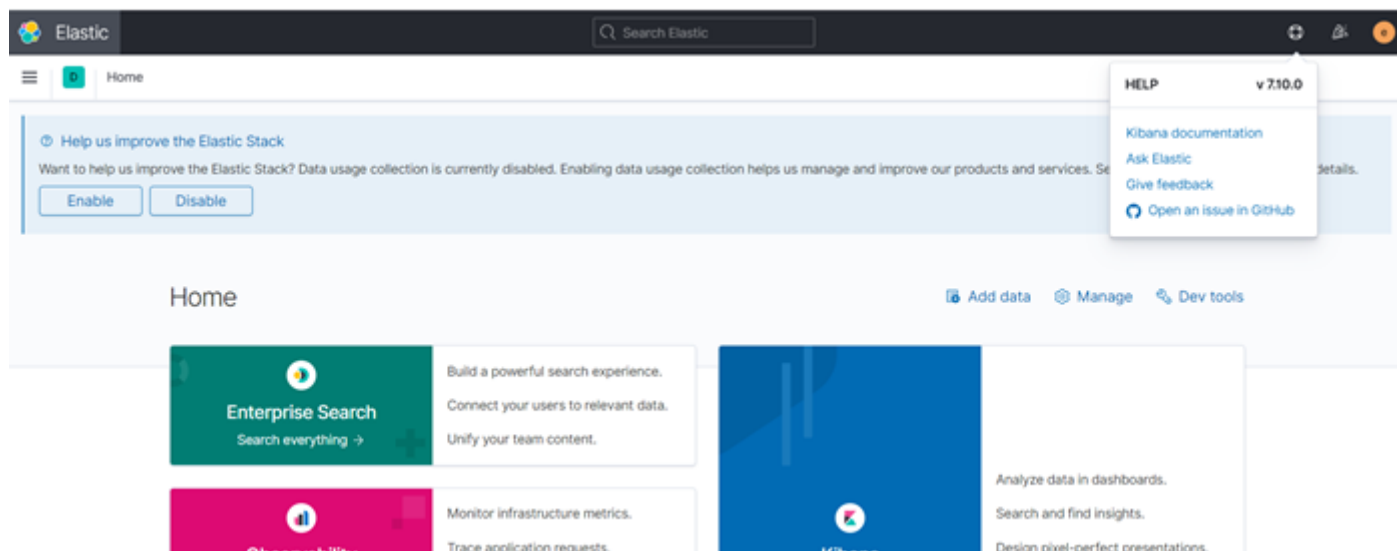 Elastic
Search Elastic
e
D
Home
HELP
v 7.10.0
Kibana documentation
Ask Elastic
Give feedback
Open an issue in GitHub
Help us improve the Elastic Stack
Want to help us improve the Elastic Stack? Data usage collection is currently disabled. Enabling data usage collection helps us manage and improve our products and services. Se details.
Enable
Disable
Home
Add data
Manage
Dev tools
Enterprise Search
Search everything →
Build a powerful search experience.
Connect your users to relevant data.
Unify your team content.
Monitor infrastructure metrics.
Trace application requests.
Analyze data in dashboards.
Search and find insights.
Design pixel-perfect presentations.